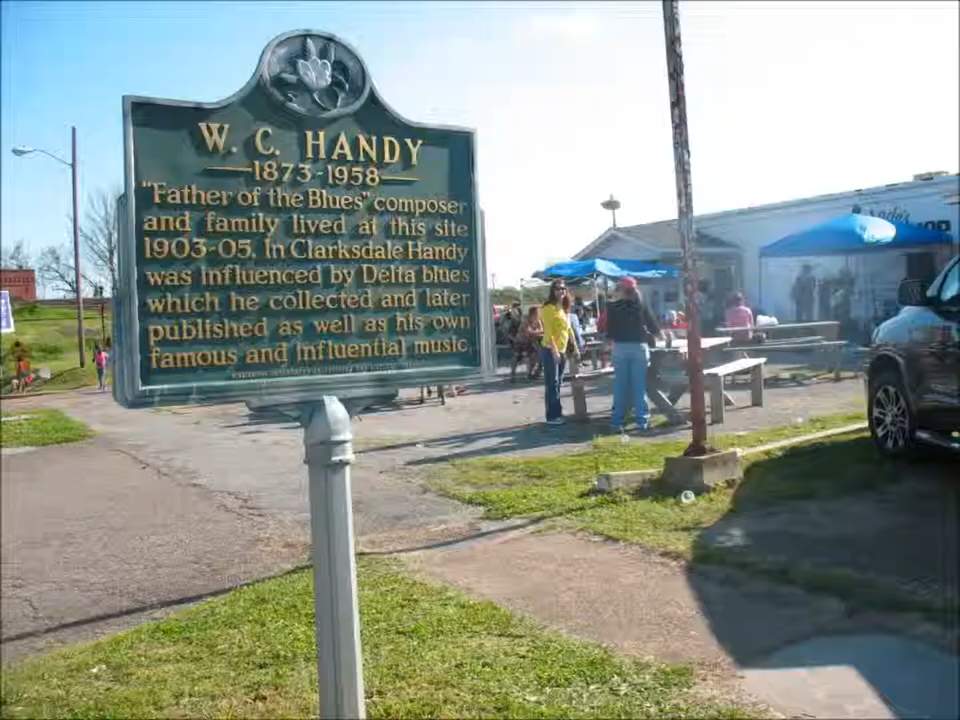 W. C. HANDY
1873-1958
"Father of the Blues" composer
and family lived at this site
1903-05. In Clarksdale Handy
was influenced by Delta blues
which he collected and later
published as well as his own
famous and influential music.